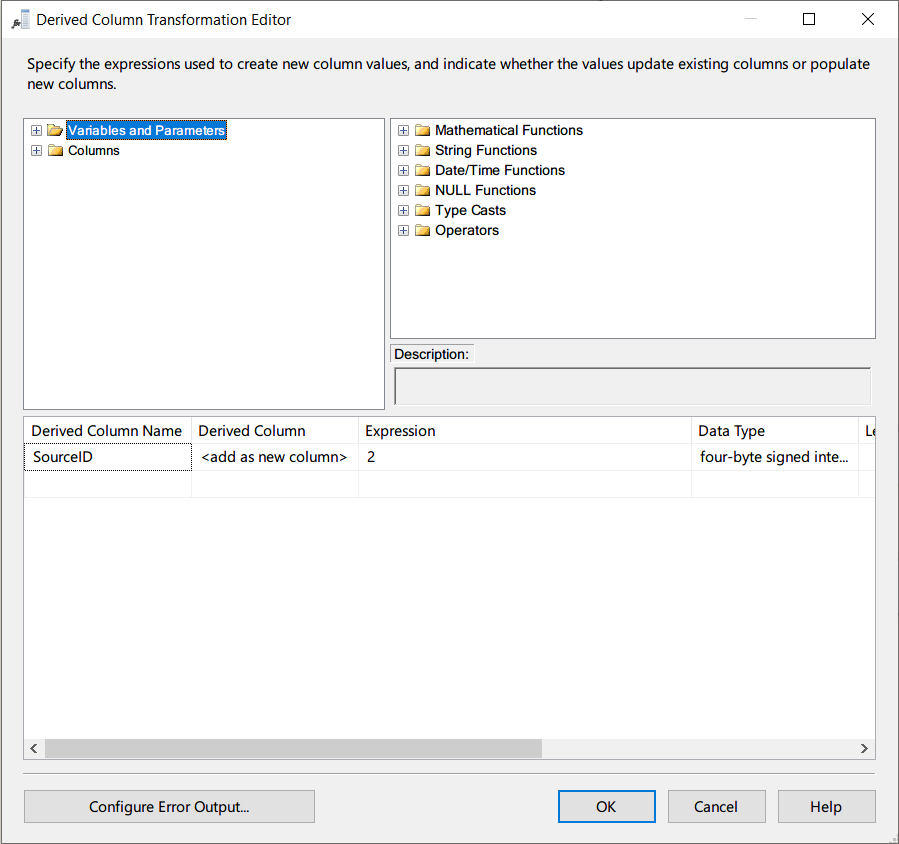 Derived Column Transformation Editor
Specify the expressions used to create new column values, and indicate whether the values update existing columns or populate
new columns.
Variables and Parameters
Columns
Mathematical Functions
String Functions
Date/Time Functions
NULL Functions
Type Casts
Operators
Description:
Derived Column Name Derived Column Expression Data Type Le
SourceID <add as new column> 2 four-byte signed inte...
Configure Error Output... OK Cancel Help